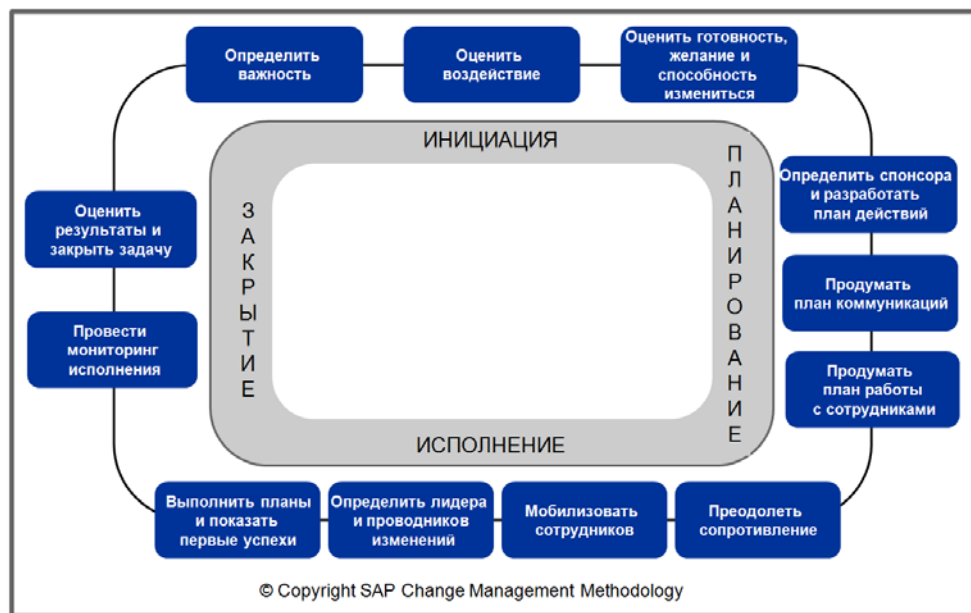 Определить
важность
Оценить
воздействие
Оценить готовность,
желание и
способность
измениться
ИНИЦИАЦИЯ
ПЛАНИРОВАНИЕ
Определить спонсора
и разработать
план действий
Продумать
план коммуникаций
Продумать
план работы
с сотрудниками
ИСПОЛНЕНИЕ
Преодолеть
сопротивление
Мобилизовать
сотрудников
Определить лидера
и проводников
изменений
Выполнить планы
и показать
первые успехи
ЗАКРЫТИЕ
Провести
мониторинг
исполнения
Оценить
результаты и
закрыть задачу
© Copyright SAP Change Management Methodology